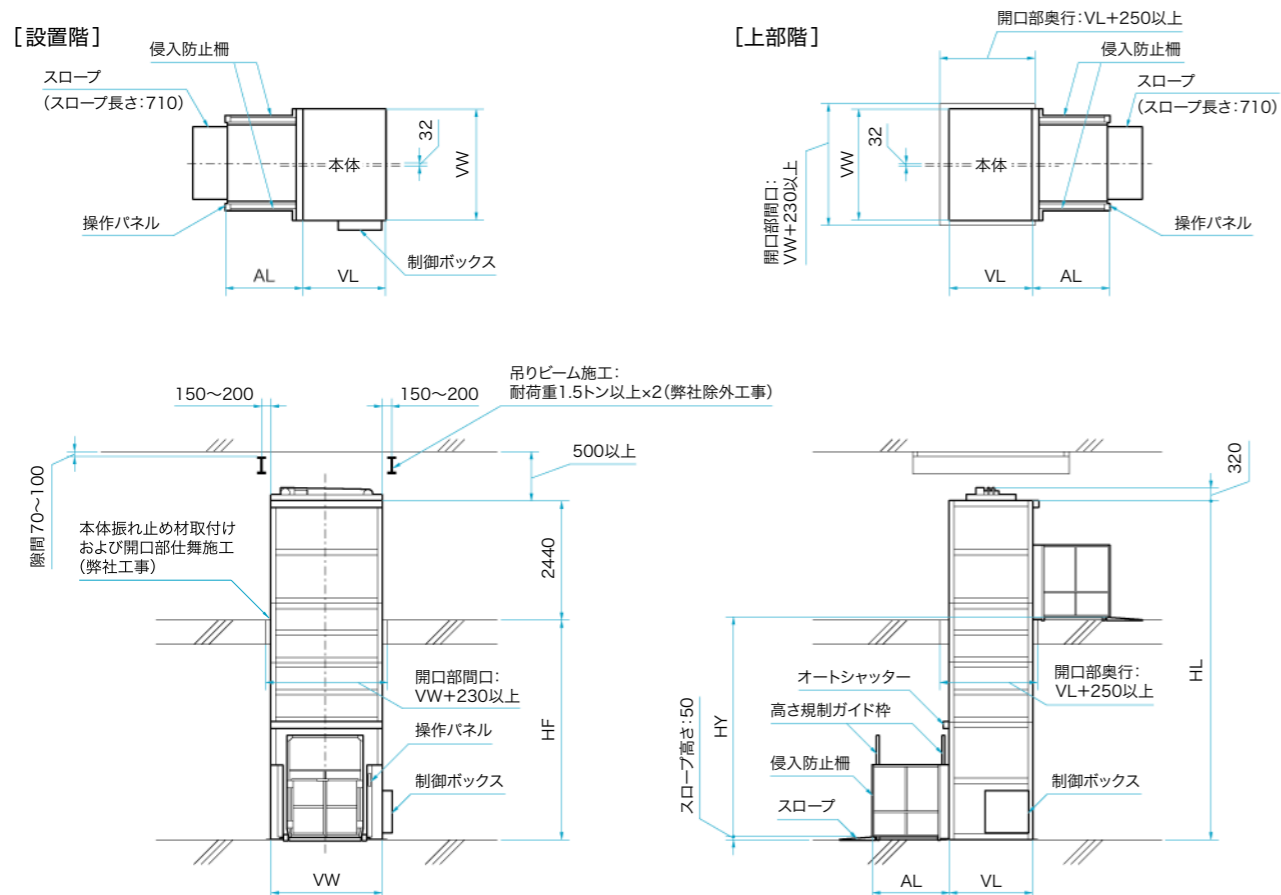 [設置階]
侵入防止柵
スロープ
(スロープ長さ:710)
32
VW
本体
操作パネル
制御ボックス
AL
VL
[上部階]
開口部奥行:VL+250以上
侵入防止柵
スロープ
(スロープ長さ:710)
開口部間口:
VW+230以上
VW
32
本体
操作パネル
VL
AL
150〜200
150〜200
吊りビーム施工:
耐荷重1.5トン以上×2(弊社除外工事)
500以上
隙間70〜100
本体振れ止め材取付け
および開口部仕舞施工
(弊社工事)
2440
開口部間口:
VW+230以上
HF
操作パネル
制御ボックス
VW
320
HL
オートシャッター
開口部奥行:
VL+250以上
高さ規制ガイド枠
HY
スロープ高さ:50
侵入防止柵
制御ボックス
スロープ
AL
VL